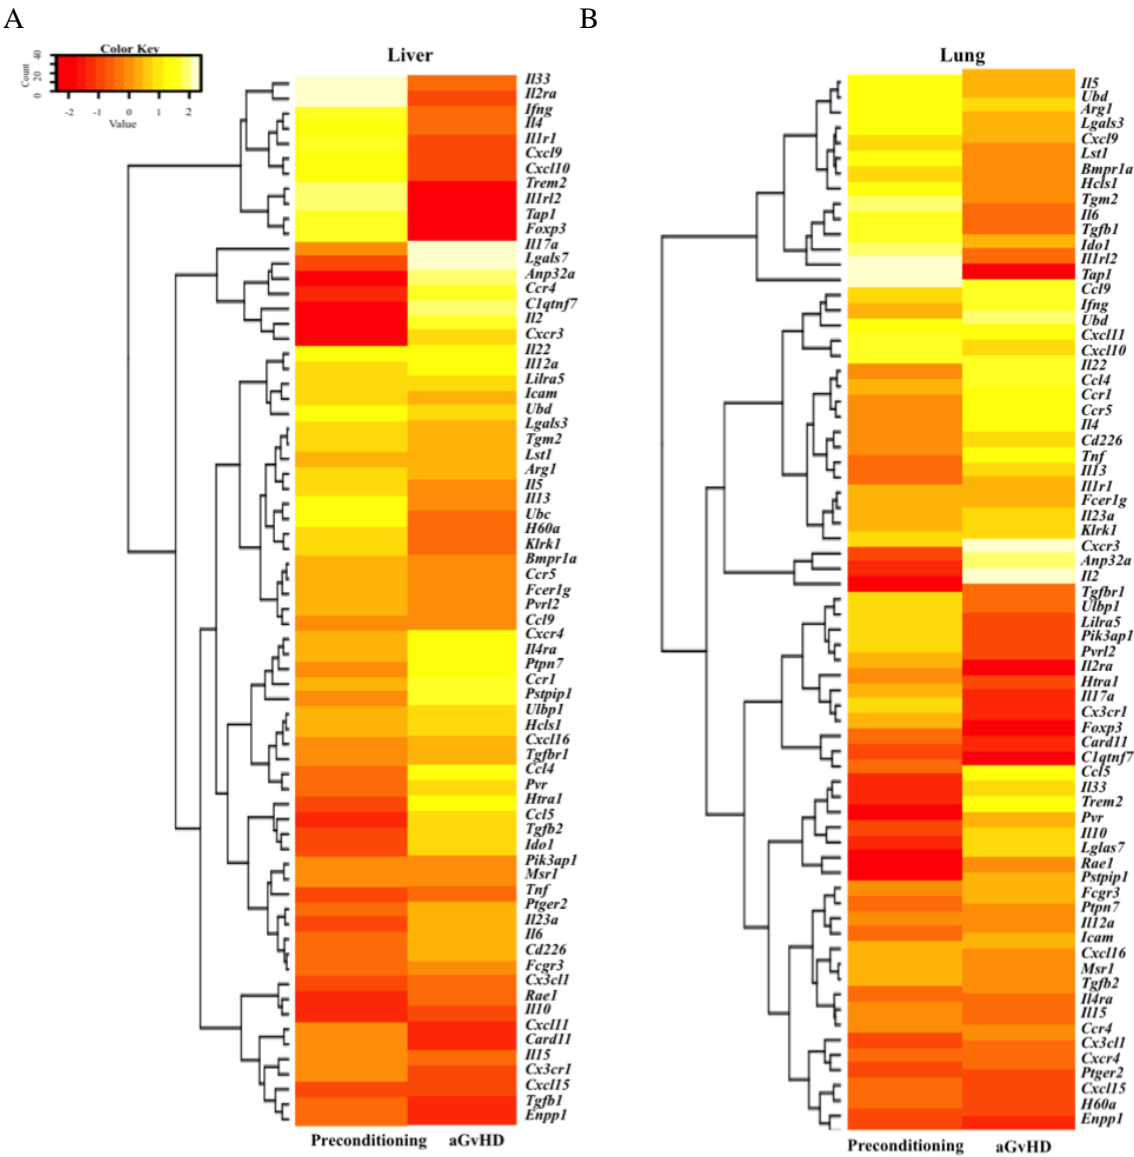 A
B
Color Key
Count
0 20 40
-2 -1 0 1 2
Value
Liver
Il33
Il2ra
Ifng
Il4
Il1r1
Cxcl9
Cxcl10
Trem2
Il1rl2
Tap1
Foxp3
Il17a
Lgals7
Anp32a
Ccr4
C1qtnf7
Il2
Cxcr3
Il22
Il12a
Lilra5
Icam
Ubd
Lgals3
Tgm2
Lst1
Arg1
Il5
Il13
Ubc
H60a
Klrk1
Bmpr1a
Ccr5
Fcer1g
Pvrl2
Ccl9
Cxcr4
Il4ra
Ptpn7
Ccr1
Pstpip1
Ulbp1
Hcls1
Cxcl16
Tgfbr1
Ccl4
Pvr
Htra1
Ccl5
Tgfb2
Ido1
Pik3ap1
Msr1
Tnf
Ptger2
Il23a
Il6
Cd226
Fcgr3
Cx3cl1
Rae1
Il10
Cxcl11
Card11
Il15
Cx3cr1
Cxcl15
Tgfb1
Enpp1
Preconditioning aGvHD
Lung
Il5
Ubd
Arg1
Lgals3
Cxcl9
Lst1
Bmpr1a
Hcls1
Tgm2
Il6
Tgfb1
Ido1
Il1rl2
Tap1
Ccl9
Ifng
Ubd
Cxcl11
Cxcl10
Il22
Ccl4
Ccr1
Ccr5
Il4
Cd226
Tnf
Il13
Il1r1
Fcer1g
Il23a
Klrk1
Cxcr3
Anp32a
Il2
Tgfbr1
Ulbp1
Lilra5
Pik3ap1
Pvrl2
Il2ra
Htra1
Il17a
Cx3cr1
Foxp3
Card11
C1qtnf7
Ccl5
Il33
Trem2
Pvr
Il10
Lglas7
Rae1
Pstpip1
Fcgr3
Ptpn7
Il12a
Icam
Cxcl16
Msr1
Tgfb2
Il4ra
Il15
Ccr4
Cx3cl1
Cxcr4
Ptger2
Cxcl15
H60a
Enpp1
Preconditioning aGvHD